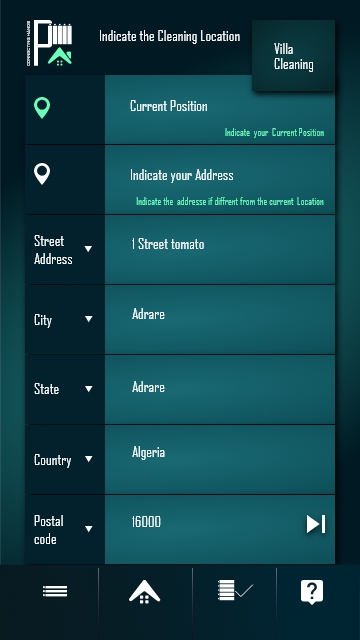 Indicate the Cleaning Location
Villa
Cleaning
Current Position
Indicate your Current Position
Indicate your Address
Indicate the addresse if diffrent from the current Location
Street
Address
1 Street tomato
City
Adrare
State
Adrare
Country
Algeria
Postal
code
16000